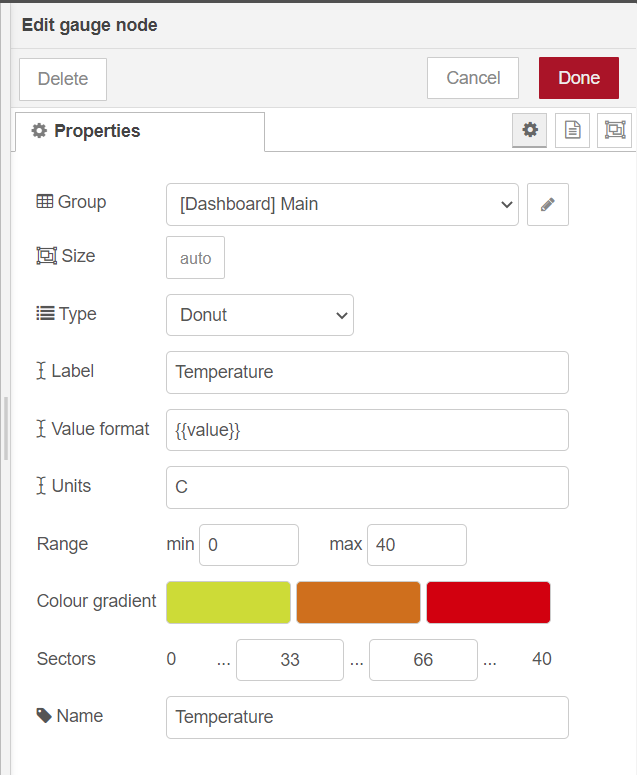 Edit gauge node
Delete Cancel Done
Properties
Group [Dashboard] Main
Size auto
Type Donut
Label Temperature
Value format {{value}}
Units C
Range min 0 max 40
Colour gradient
Sectors 0 ... 33 ... 66 ... 40
Name Temperature